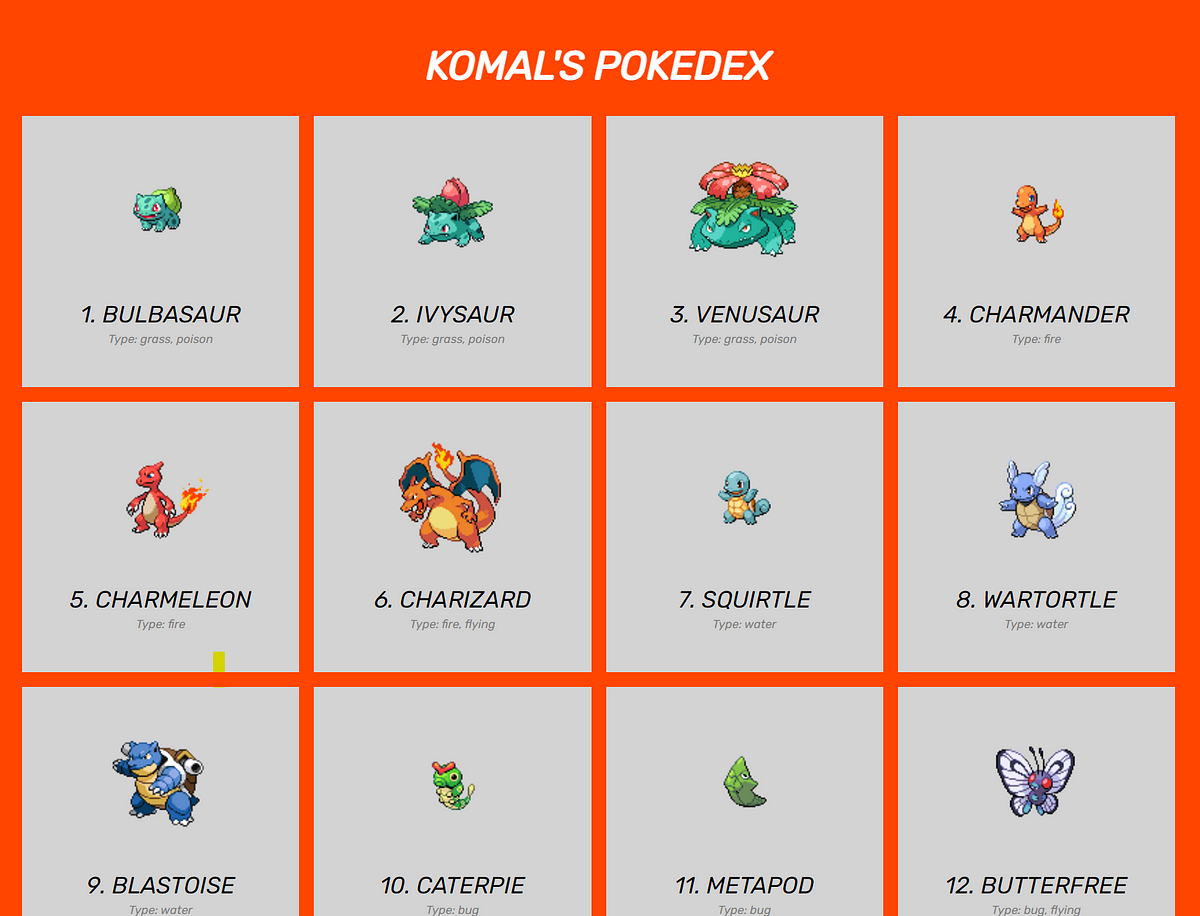 KOMAL'S POKEDEX
1. BULBASAUR
Type: grass, poison
2. IVYSAUR
Type: grass, poison
3. VENUSAUR
Type: grass, poison
4. CHARMANDER
Type: fire
5. CHARMELEON
Type: fire
6. CHARIZARD
Type: fire, flying
7. SQUIRTLE
Type: water
8. WARTORTLE
Type: water
9. BLASTOISE
Type: water
10. CATERPIE
Type: bug
11. METAPOD
Type: bug
12. BUTTERFREE
Type: bug, flying